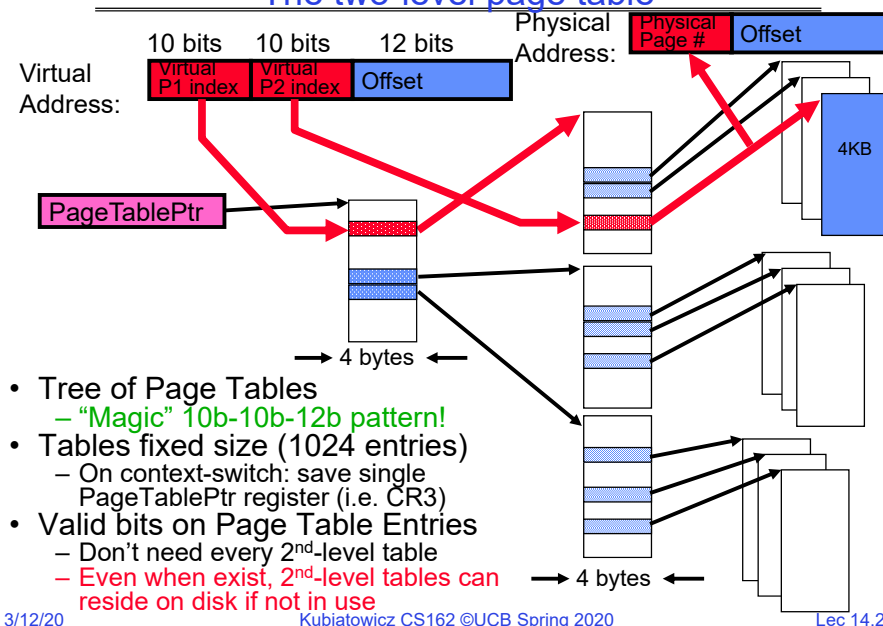 The two-level page table
Physical Address:
Physical Page #
Offset
10 bits 10 bits 12 bits
Virtual Address:
Virtual P1 index
Virtual P2 index
Offset
4KB
PageTablePtr
4 bytes
• Tree of Page Tables
– “Magic” 10b-10b-12b pattern!
• Tables fixed size (1024 entries)
– On context-switch: save single
PageTablePtr register (i.e. CR3)
• Valid bits on Page Table Entries
– Don’t need every 2nd-level table
– Even when exist, 2nd-level tables can
reside on disk if not in use
4 bytes
3/12/20
Kubiatowicz CS162 ©UCB Spring 2020
Lec 14.2